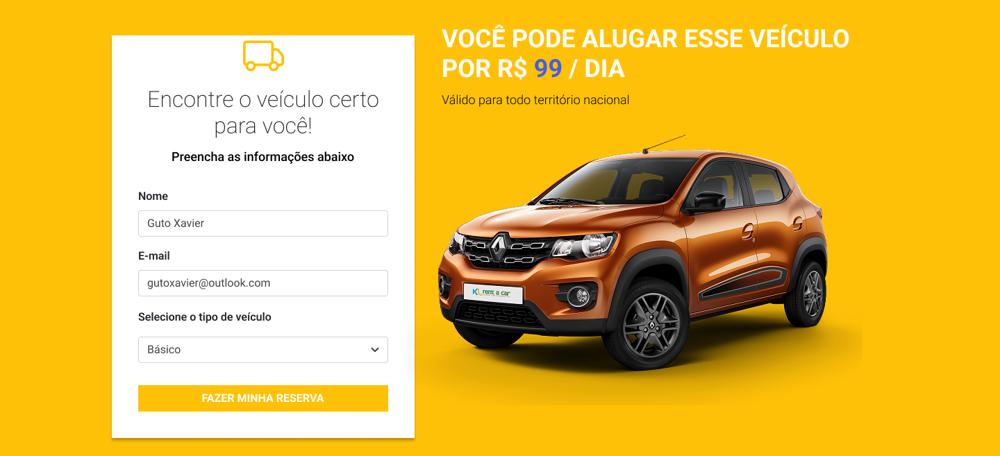 Encontre o veículo certo
para você!
Preencha as informações abaixo
Nome
Guto Xavier
E-mail
gutoxavier@outlook.com
Selecione o tipo de veículo
Básico
FAZER MINHA RESERVA
VOCÊ PODE ALUGAR ESSE VEÍCULO
POR R$ 99 / DIA
Válido para todo território nacional
KL rent a car